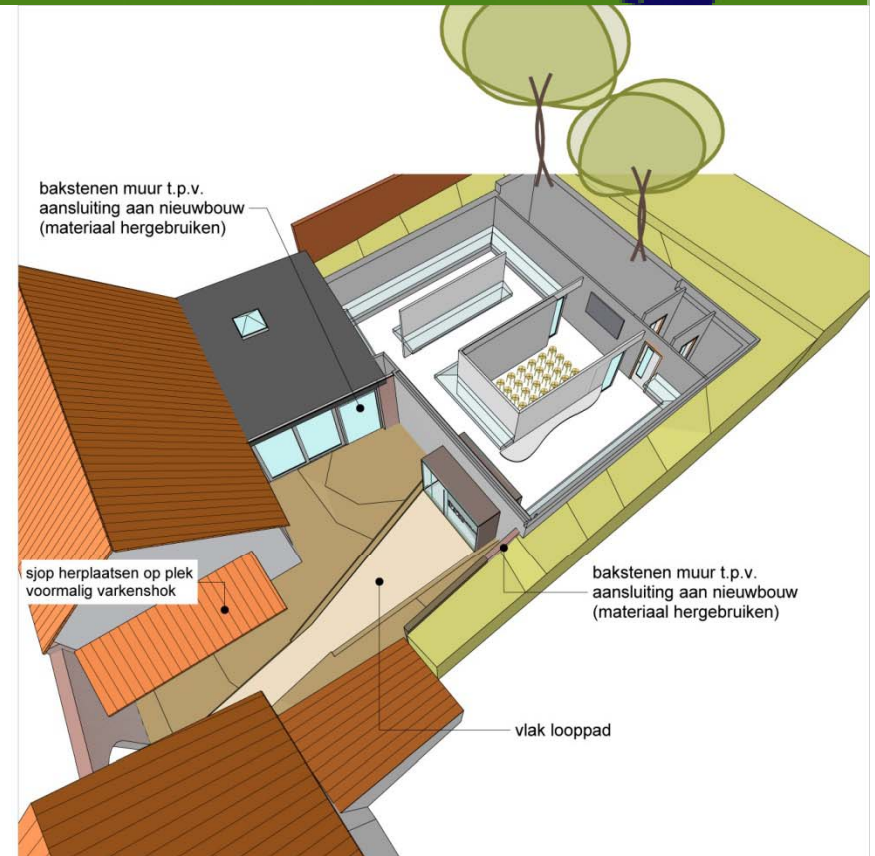 bakstenen muur t.p.v.
aansluiting aan nieuwbouw
(materiaal hergebruiken)
sjop herplaatsen op plek
voormalig varkenshok
bakstenen muur t.p.v.
aansluiting aan nieuwbouw
(materiaal hergebruiken)
vlak looppad